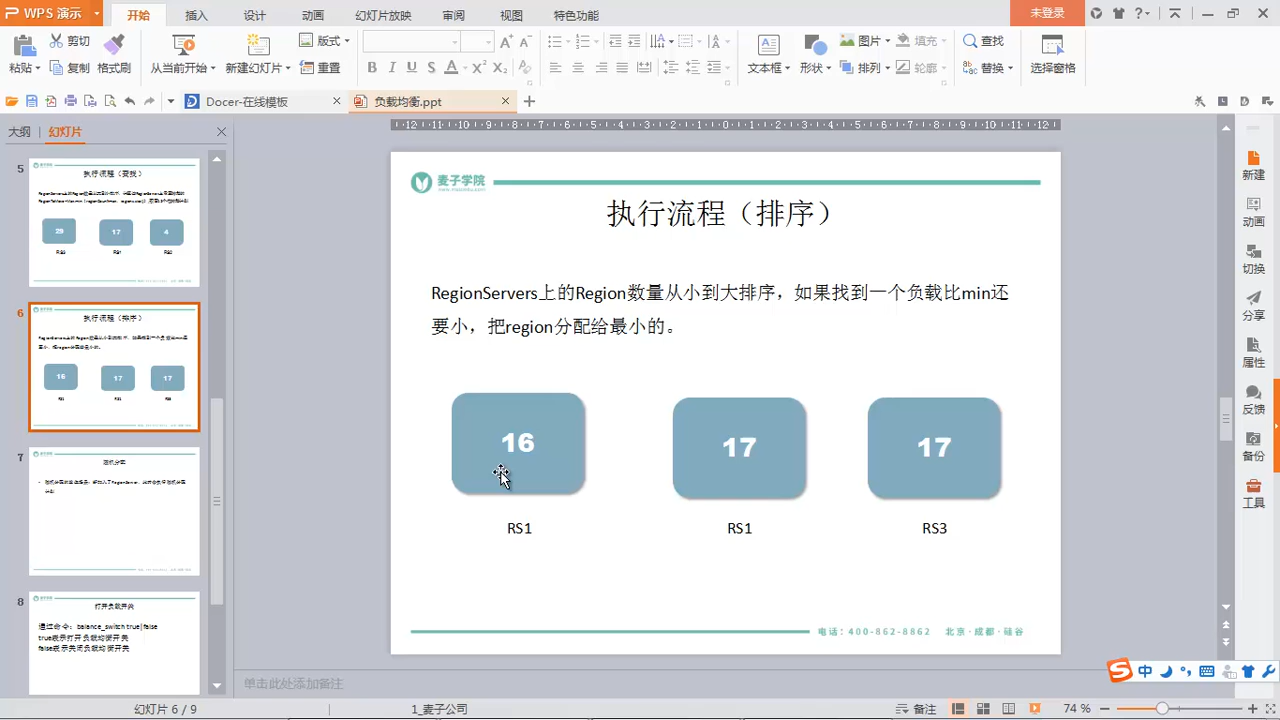 WPS 演示
开始
插入
设计
动画
幻灯片放映
审阅
视图
特色功能
未登录
粘贴
剪切
复制
格式刷
从当前开始
新建幻灯片
版式
重置
B I U S A X² X₂
文本框
形状
图片
排列
填充
轮廓
查找
替换
选择窗格
Docer-在线模板
负载均衡.ppt
大纲 幻灯片
5
执行流程（查找）
29
17
4
6
执行流程（排序）
16
17
17
7
随机分配
8
打开负载开关
通过命令：balance_switch true|false
true表示打开负载均衡开关
false表示关闭负载均衡开关
麦子学院
执行流程（排序）
RegionServers上的Region数量从小到大排序，如果找到一个负载比min还
要小，把region分配给最小的。
16
17
17
RS1
RS1
RS3
电话：400-862-8862 北京·成都·硅谷
单击此处添加备注
新建
动画
切换
分享
属性
反馈
备份
工具
中
幻灯片 6 / 9
1_麦子公司
备注
74 %